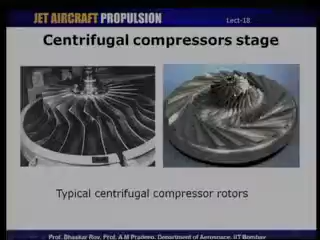 JET AIRCRAFT PROPULSION
Lect-18
Centrifugal compressors stage
Typical centrifugal compressor rotors
Prof. Bhaskar Roy, Prof. A M Pradeep, Department of Aerospace, IIT Bombay